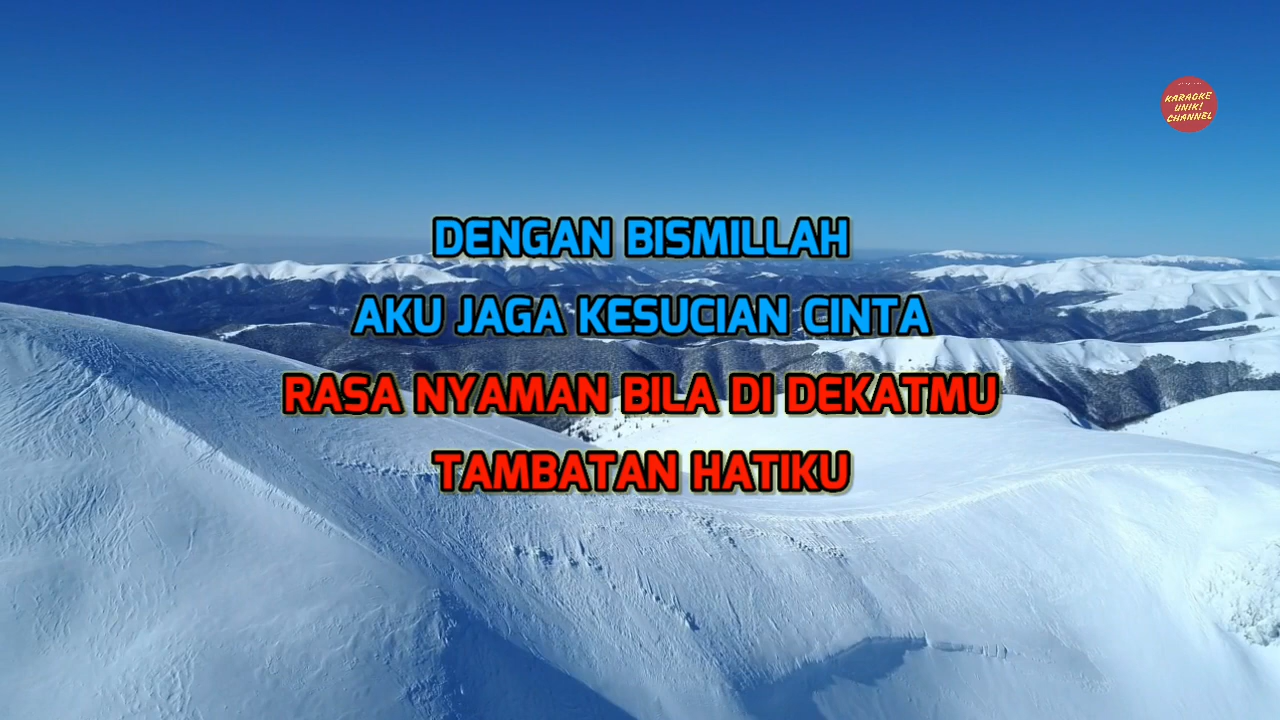 KARAOKE
UNIK!
CHANNEL
DENGAN BISMILLAH
AKU JAGA KESUCIAN CINTA
RASA NYAMAN BILA DI DEKATMU
TAMBATAN HATIKU